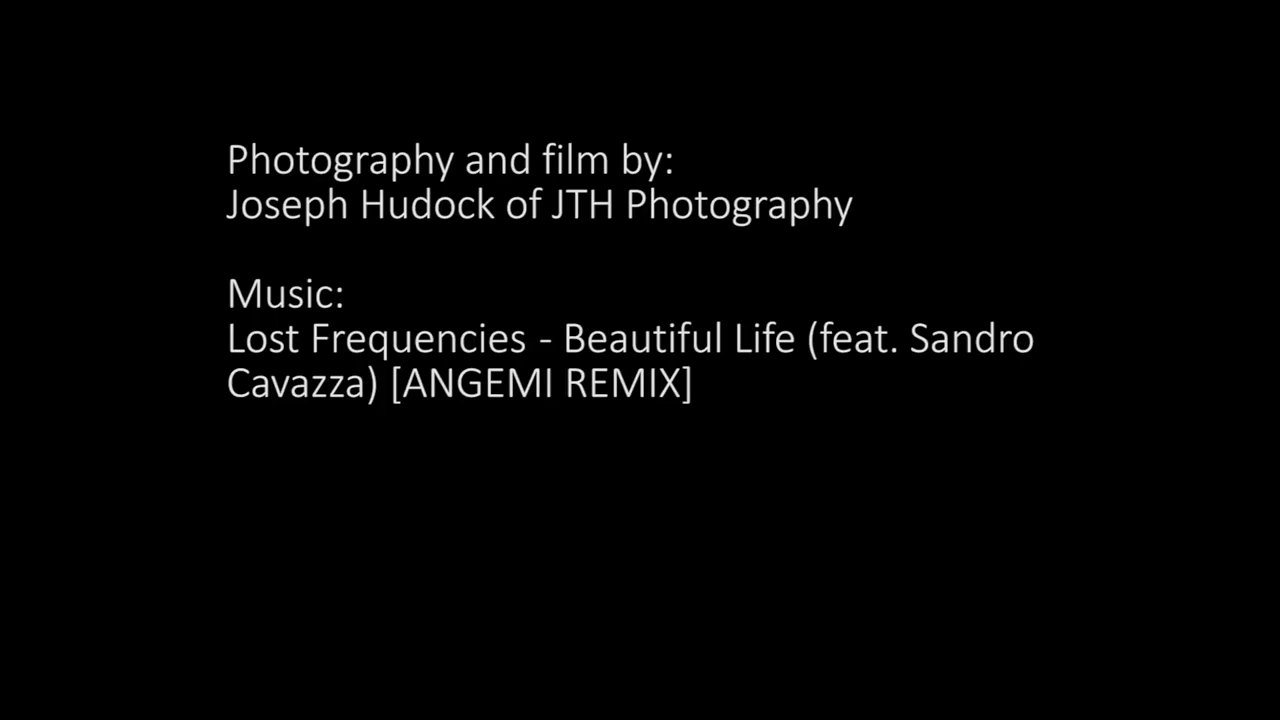 Photography and film by:
Joseph Hudock of JTH Photography
Music:
Lost Frequencies - Beautiful Life (feat. Sandro
Cavazza) [ANGEMI REMIX]